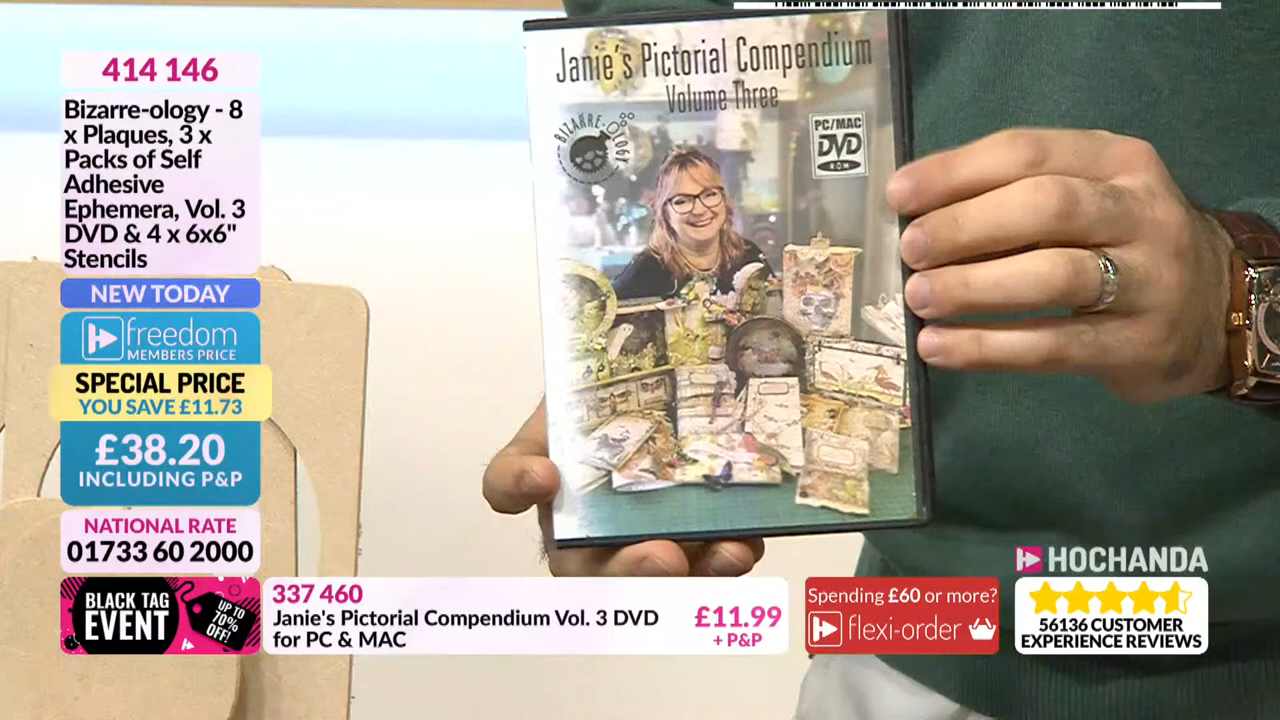 414 146
Bizarre-ology - 8
x Plaques, 3 x
Packs of Self
Adhesive
Ephemera, Vol. 3
DVD & 4 x 6x6"
Stencils
NEW TODAY
freedom
MEMBERS PRICE
SPECIAL PRICE
YOU SAVE £11.73
£38.20
INCLUDING P&P
NATIONAL RATE
01733 60 2000
BLACK TAG
EVENT
UP TO
70%
OFF!
337 460
Janie's Pictorial Compendium Vol. 3 DVD
for PC & MAC
£11.99
+ P&P
Spending £60 or more?
flexi-order
HOCHANDA
56136 CUSTOMER
EXPERIENCE REVIEWS
Janie's Pictorial Compendium
Volume Three
BIZARRE-OLOGY
PC/MAC
DVD
ROM